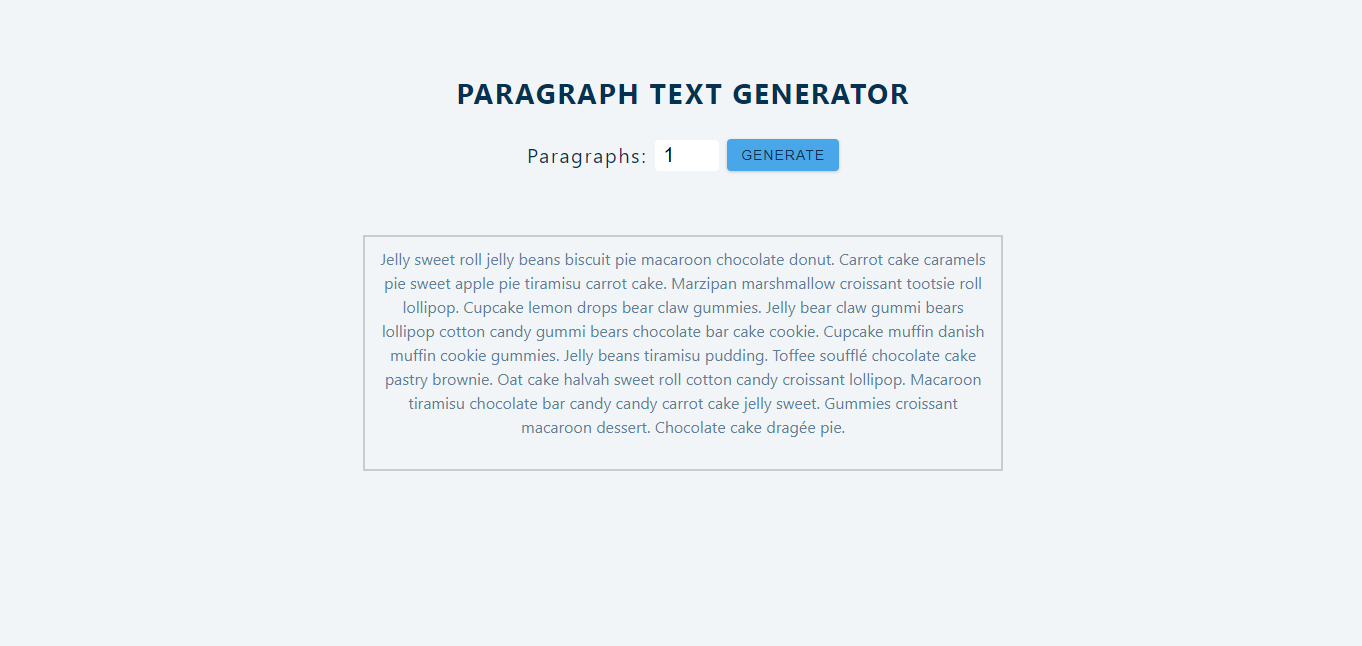 PARAGRAPH TEXT GENERATOR
Paragraphs: 1 GENERATE
Jelly sweet roll jelly beans biscuit pie macaroon chocolate donut. Carrot cake caramels
pie sweet apple pie tiramisu carrot cake. Marzipan marshmallow croissant tootsie roll
lollipop. Cupcake lemon drops bear claw gummies. Jelly bear claw gummi bears
lollipop cotton candy gummi bears chocolate bar cake cookie. Cupcake muffin danish
muffin cookie gummies. Jelly beans tiramisu pudding. Toffee soufflé chocolate cake
pastry brownie. Oat cake halvah sweet roll cotton candy croissant lollipop. Macaroon
tiramisu chocolate bar candy candy carrot cake jelly sweet. Gummies croissant
macaroon dessert. Chocolate cake dragée pie.